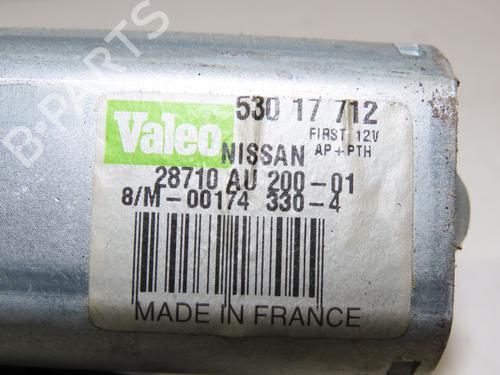 B-PARTS
Valeo
530 17 712
FIRST 12V
NISSAN AP+PTH
28710 AU 200-01
8/M-00174 330-4
MADE IN FRANCE